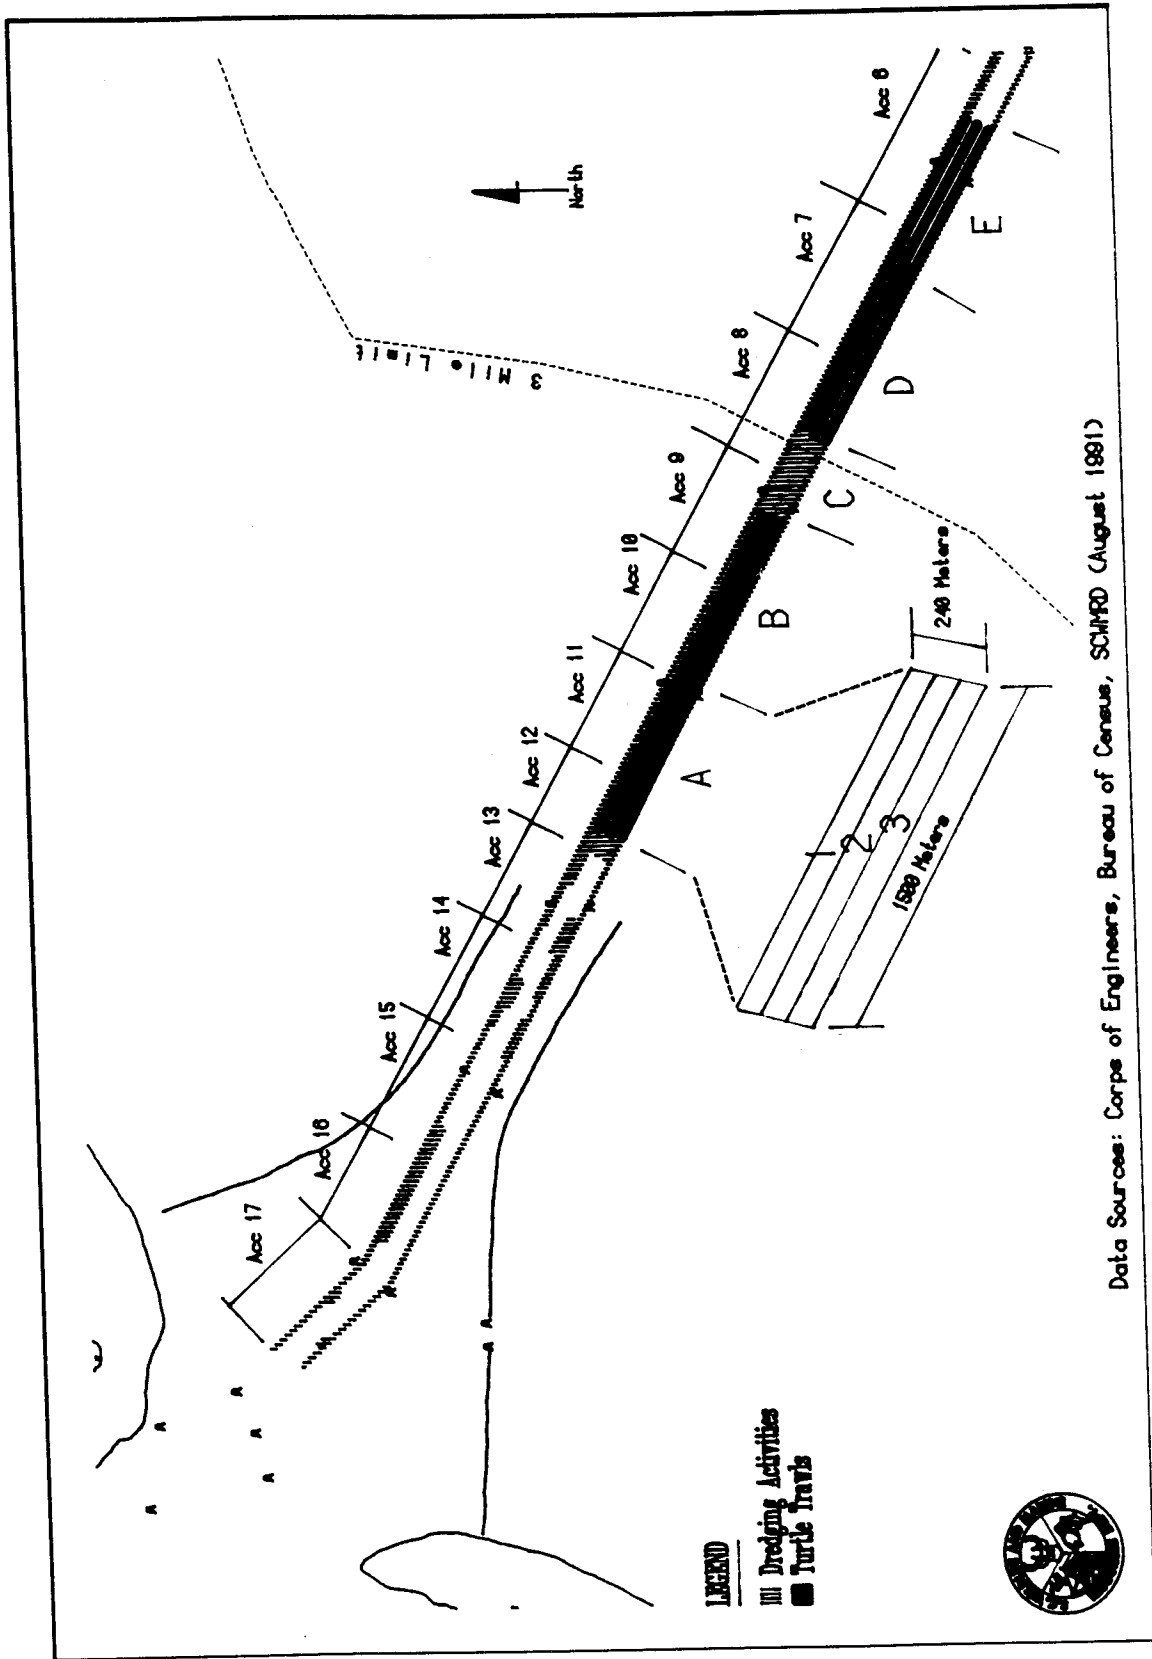 Acc 6
Acc 7
Acc 8
Acc 9
Acc 10
Acc 11
Acc 12
Acc 13
Acc 14
Acc 15
Acc 16
Acc 17
North
3 Mile Limit
A
B
C
D
E
1
2
3
240 Meters
1500 Meters
LEGEND
Dredging Activities
Turtle Trawls
Data Sources: Corps of Engineers, Bureau of Census, SCWMRD (August 1991)